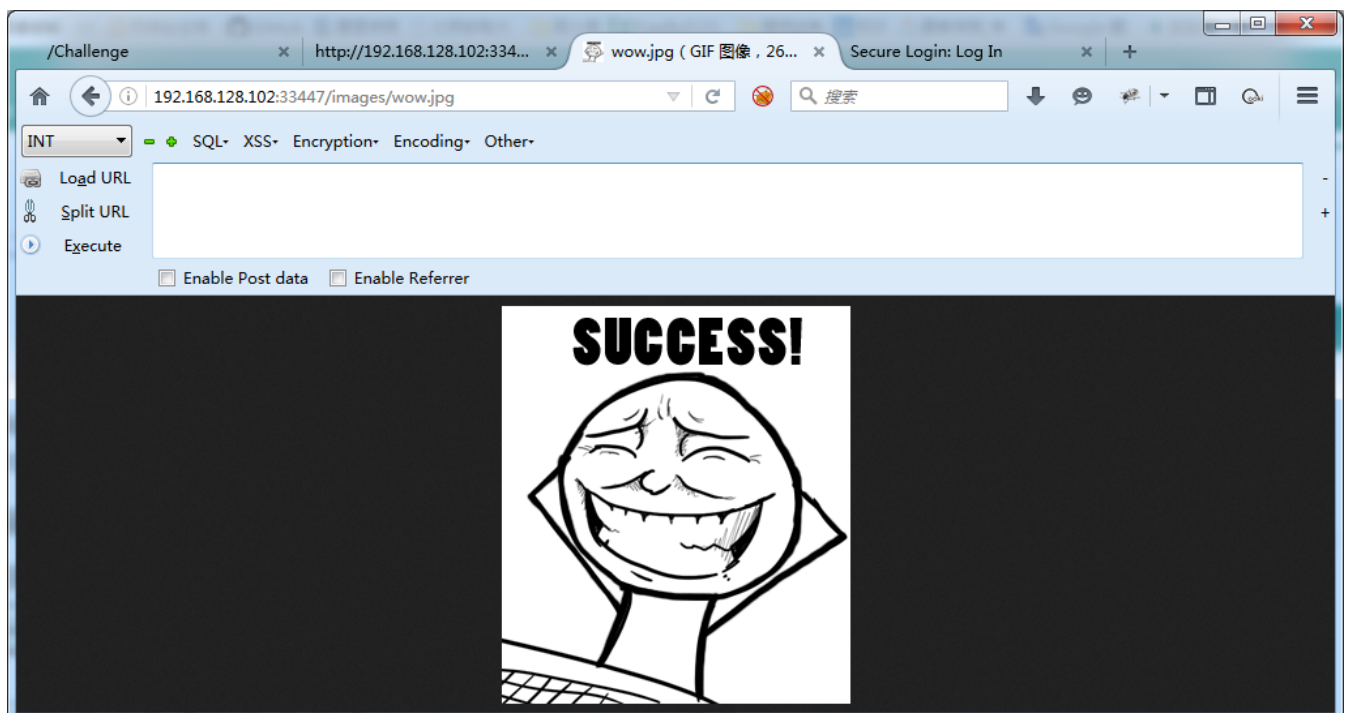 /Challenge × http://192.168.128.102:334... × wow.jpg ( GIF 图像 , 26... × Secure Login: Log In × +
192.168.128.102:33447/images/wow.jpg 搜索
INT SQL XSS Encryption Encoding Other
Load URL -
Split URL +
Execute
Enable Post data Enable Referrer
SUCCESS!